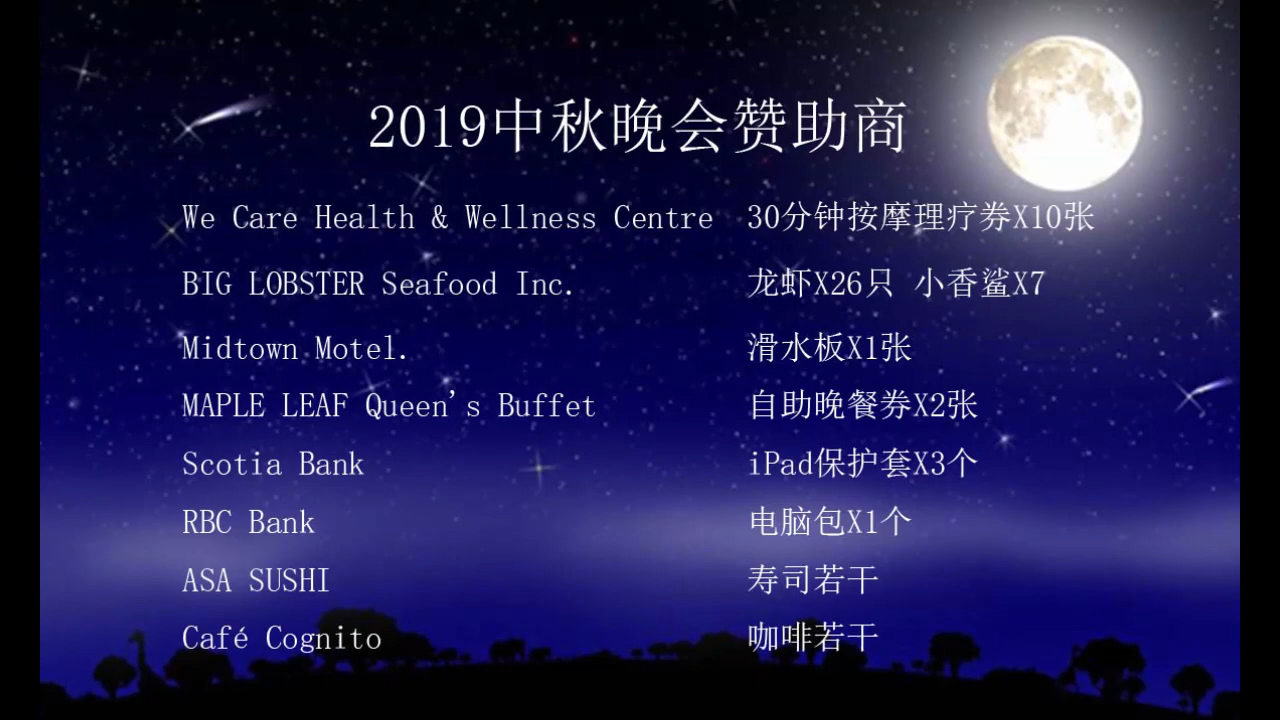 2019中秋晚会赞助商
We Care Health & Wellness Centre 30分钟按摩理疗券X10张
BIG LOBSTER Seafood Inc. 龙虾X26只 小香鲨X7
Midtown Motel. 滑水板X1张
MAPLE LEAF Queen's Buffet 自助晚餐券X2张
Scotia Bank iPad保护套X3个
RBC Bank 电脑包X1个
ASA SUSHI 寿司若干
Café Cognito 咖啡若干